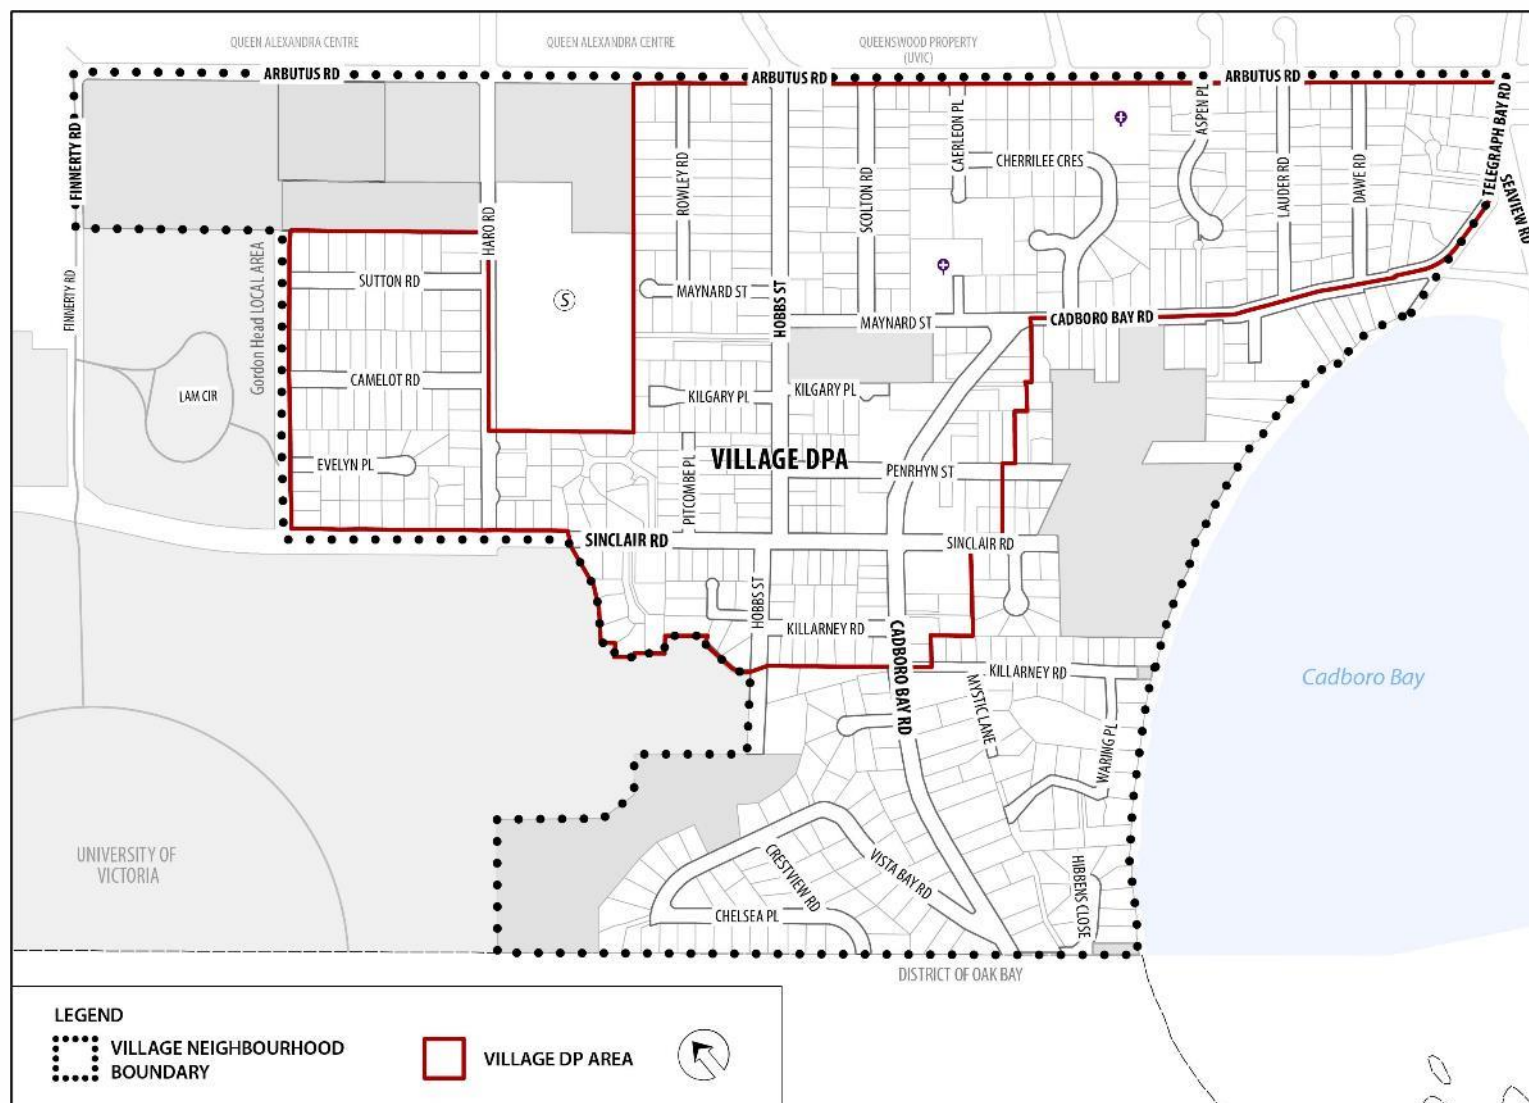 QUEEN ALEXANDRA CENTRE
QUEEN ALEXANDRA CENTRE
QUEENSWOOD PROPERTY
(UVIC)
ARBUTUS RD
ARBUTUS RD
ARBUTUS RD
FINNERTY RD
HARO RD
ROWLEY RD
SCOLTON RD
CAERLEON PL
CHERRILEE CRES
ASPEN PL
LAUDER RD
DAWE RD
TELEGRAPH BAY RD
SEAVIEW RD
Gordon Head LOCAL AREA
FINNERTY RD
SUTTON RD
S
MAYNARD ST
HOBBS ST
MAYNARD ST
CADBORO BAY RD
LAM CIR
CAMELOT RD
KILGARY PL
KILGARY PL
EVELYN PL
PITCOMBE PL
VILLAGE DPA
PENRHYN ST
SINCLAIR RD
SINCLAIR RD
HOBBS ST
KILLARNEY RD
CADBORO BAY RD
KILLARNEY RD
MYSTIC LANE
WARING PL
Cadboro Bay
UNIVERSITY OF
VICTORIA
CRESTVIEW RD
VISTA BAY RD
HIBBENS CLOSE
CHELSEA PL
DISTRICT OF OAK BAY
LEGEND
VILLAGE NEIGHBOURHOOD
BOUNDARY
VILLAGE DP AREA